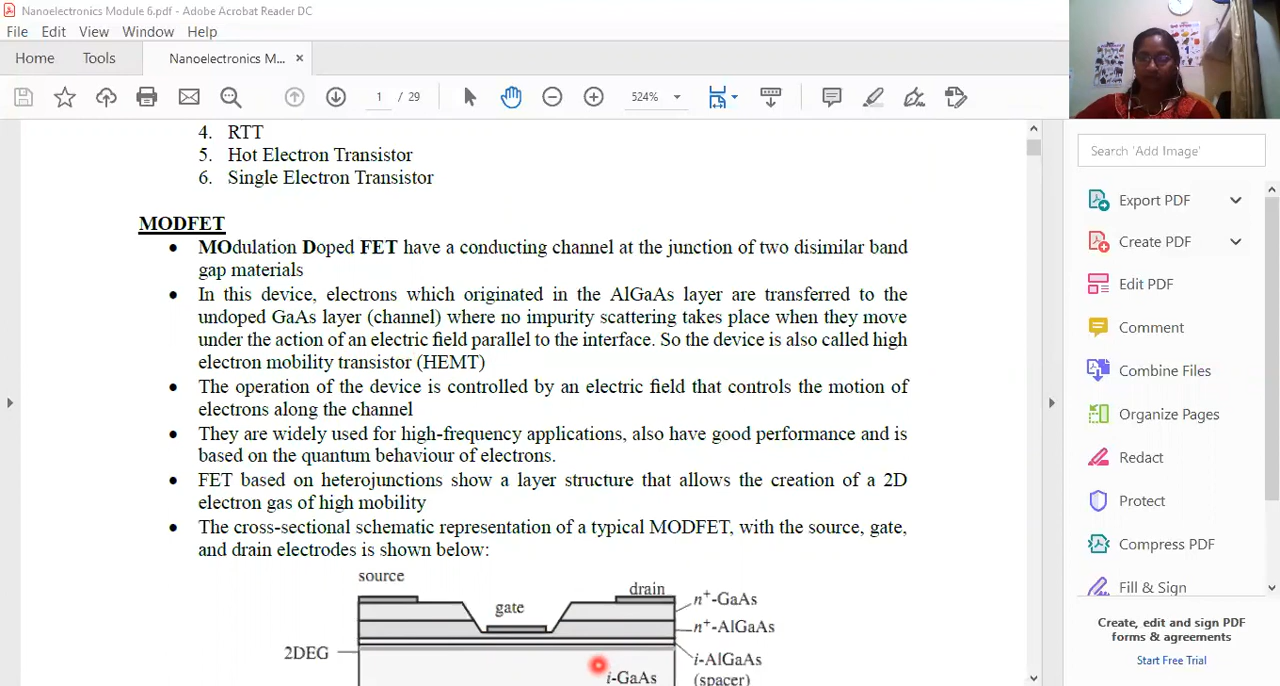 Nanoelectronics Module 6.pdf - Adobe Acrobat Reader DC
File Edit View Window Help
Home Tools Nanoelectronics M... ×
1 / 29 524%
4. RTT
5. Hot Electron Transistor
6. Single Electron Transistor
MODFET
• MOdulation Doped FET have a conducting channel at the junction of two disimilar band
gap materials
• In this device, electrons which originated in the AlGaAs layer are transferred to the
undoped GaAs layer (channel) where no impurity scattering takes place when they move
under the action of an electric field parallel to the interface. So the device is also called high
electron mobility transistor (HEMT)
• The operation of the device is controlled by an electric field that controls the motion of
electrons along the channel
• They are widely used for high-frequency applications, also have good performance and is
based on the quantum behaviour of electrons.
• FET based on heterojunctions show a layer structure that allows the creation of a 2D
electron gas of high mobility
• The cross-sectional schematic representation of a typical MODFET, with the source, gate,
and drain electrodes is shown below:
source
drain
gate
n+-GaAs
n+-AlGaAs
2DEG
i-AlGaAs
(spacer)
i-GaAs
Search 'Add Image'
Export PDF
Create PDF
Edit PDF
Comment
Combine Files
Organize Pages
Redact
Protect
Compress PDF
Fill & Sign
Create, edit and sign PDF
forms & agreements
Start Free Trial